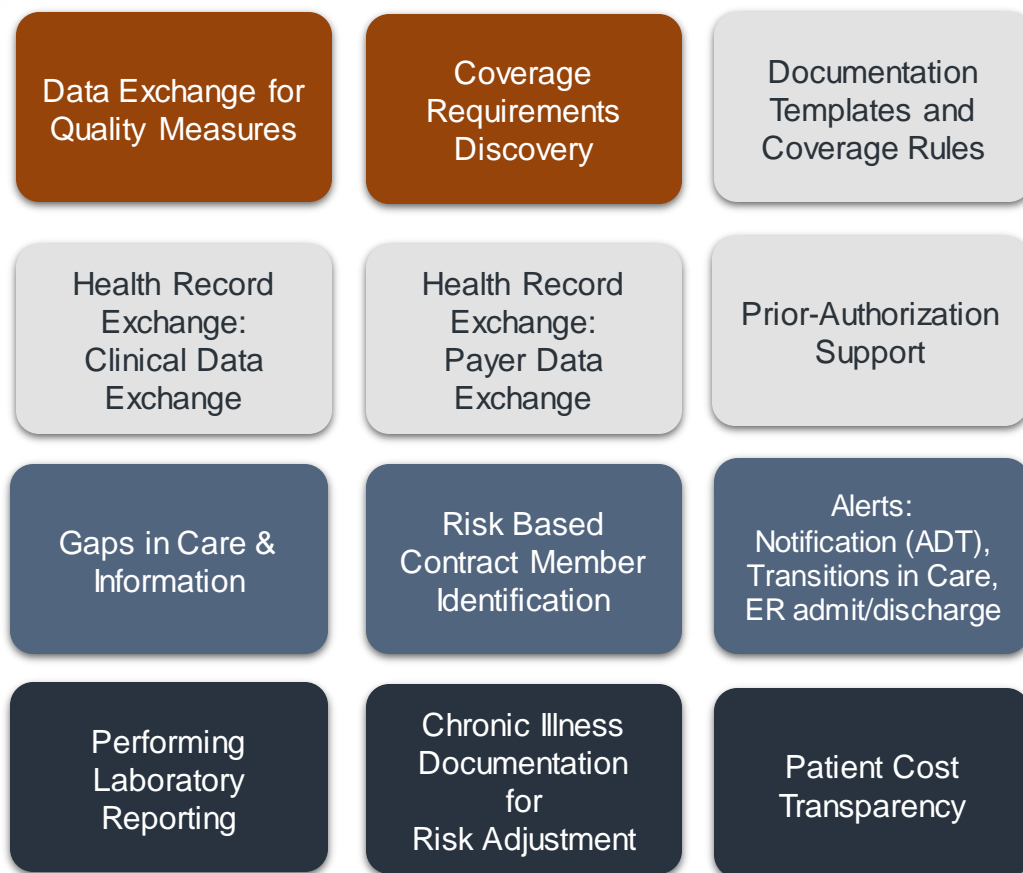 Data Exchange for
Quality Measures
Coverage
Requirements
Discovery
Documentation
Templates and
Coverage Rules
Health Record
Exchange:
Clinical Data
Exchange
Health Record
Exchange:
Payer Data
Exchange
Prior-Authorization
Support
Gaps in Care &
Information
Risk Based
Contract Member
Identification
Alerts:
Notification (ADT),
Transitions in Care,
ER admit/discharge
Performing
Laboratory
Reporting
Chronic Illness
Documentation
for
Risk Adjustment
Patient Cost
Transparency